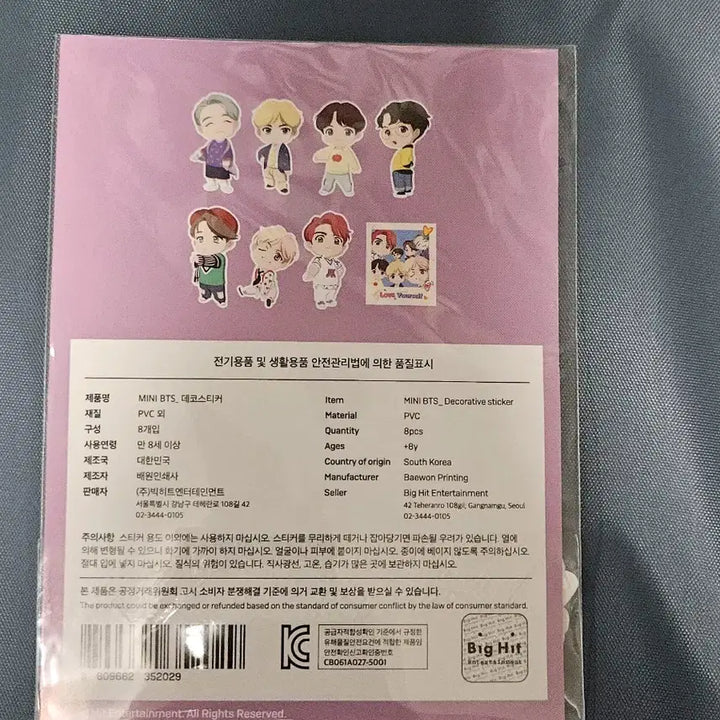 Love Yourself
전기용품 및 생활용품 안전관리법에 의한 품질표시
제품명 MINI BTS_ 데코스티커
재질 PVC 외
구성 8개입
사용연령 만 8세 이상
제조국 대한민국
제조자 배원인쇄사
판매자 (주)빅히트엔터테인먼트
서울특별시 강남구 테헤란로 108길 42
02-3444-0105
Item MINI BTS_ Decorative sticker
Material PVC
Quantity 8pcs
Ages +8y
Country of origin South Korea
Manufacturer Baewon Printing
Seller Big Hit Entertainment
42 Teheranro 108gil, Gangnamgu, Seoul
02-3444-0105
주의사항 스티커 용도 이외에는 사용하지 마십시오. 스티커를 무리하게 떼거나 잡아당기면 파손될 우려가 있습니다. 열에
의해 변형될 수 있으니 화기에 가까이 하지 마십시오. 얼굴이나 피부에 붙이지 마십시오. 종이에 베이지 않도록 주의하십시오.
절대 입에 넣지 마십시오. 질식의 위험이 있습니다. 직사광선, 고온, 습기가 많은 곳에 보관하지 마십시오.
본 제품은 공정거래위원회 고시 소비자 분쟁해결 기준에 의거 교환 및 보상을 받으실 수 있습니다.
The product could be exchanged or refunded based on the standard of consumer conflict by the law of consumer standard.
공급자적합성확인 기준에서 규정한
유해물질안전요건에 적합한 제품임
안전확인신고확인증번호
CB061A027-5001
Big Hit
Entertainment
809682 352029
Hit Entertainment. All Rights Reserved.